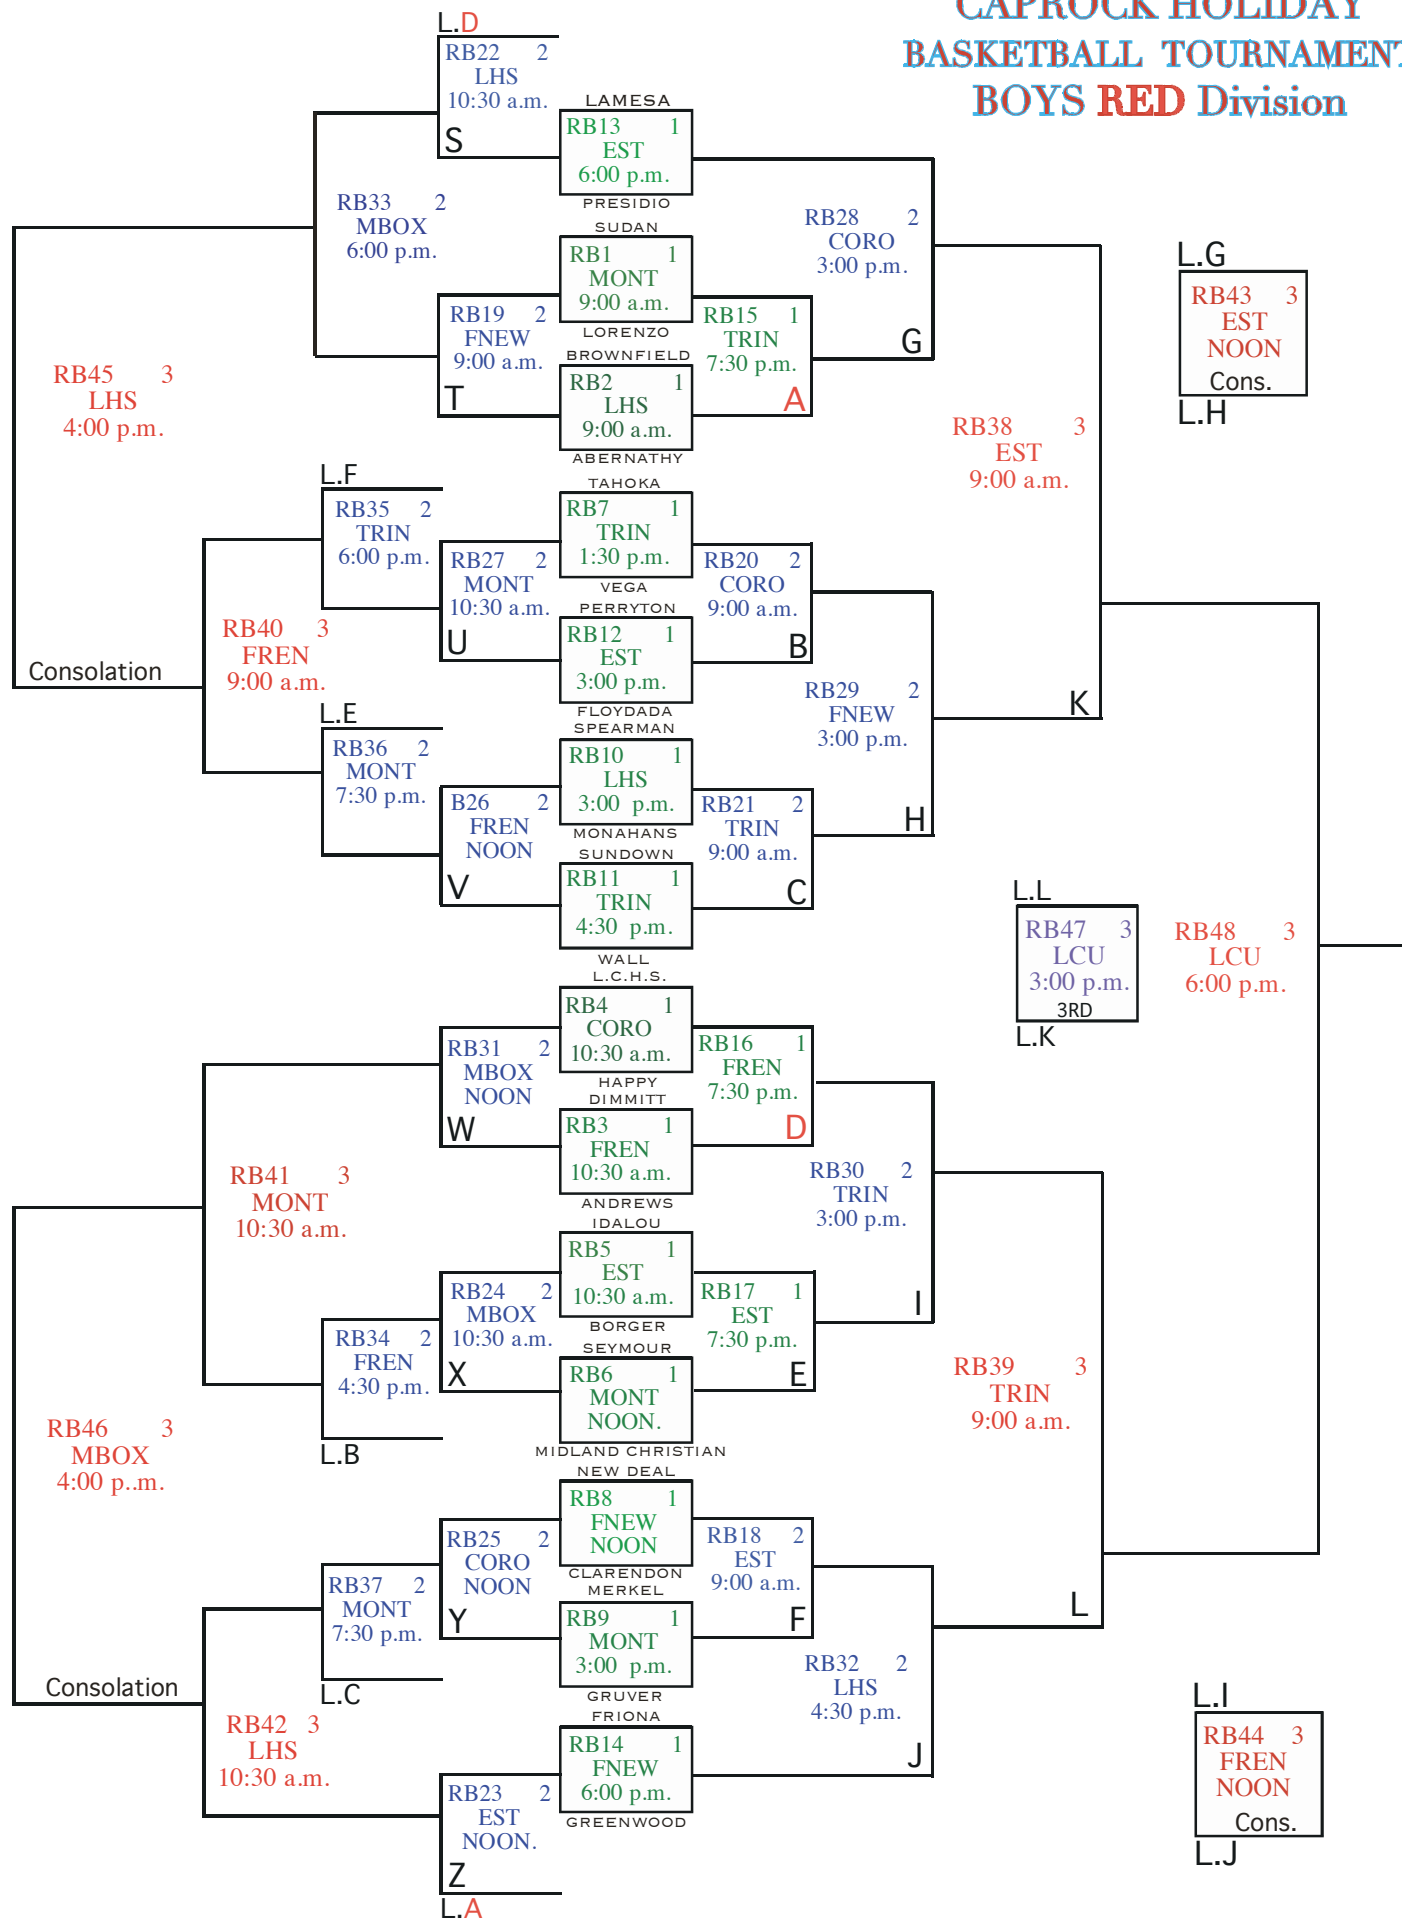 CAPROCK HOLIDAY
BASKETBALL TOURNAMENT
BOYS RED Division
L.D
RB22 2
LHS
10:30 a.m.
S
LAMESA
RB13 1
EST
6:00 p.m.
PRESIDIO
RB33 2
MBOX
6:00 p.m.
SUDAN
RB1 1
MONT
9:00 a.m.
LORENZO
RB28 2
CORO
3:00 p.m.
G
L.G
RB43 3
EST
NOON
Cons.
L.H
RB19 2
FNEW
9:00 a.m.
T
BROWNFIELD
RB2 1
LHS
9:00 a.m.
ABERNATHY
RB15 1
TRIN
7:30 p.m.
A
RB45 3
LHS
4:00 p.m.
RB38 3
EST
9:00 a.m.
L.F
RB35 2
TRIN
6:00 p.m.
TAHOKA
RB7 1
TRIN
1:30 p.m.
VEGA
RB27 2
MONT
10:30 a.m.
U
RB20 2
CORO
9:00 a.m.
B
PERRYTON
RB12 1
EST
3:00 p.m.
FLOYDADA
RB40 3
FREN
9:00 a.m.
Consolation
RB29 2
FNEW
3:00 p.m.
H
K
L.E
RB36 2
MONT
7:30 p.m.
SPEARMAN
RB10 1
LHS
3:00 p.m.
MONAHANS
B26 2
FREN
NOON
V
RB21 2
TRIN
9:00 a.m.
C
SUNDOWN
RB11 1
TRIN
4:30 p.m.
WALL
L.L
RB47 3
LCU
3:00 p.m.
3RD
L.K
RB48 3
LCU
6:00 p.m.
L.C.H.S.
RB4 1
CORO
10:30 a.m.
HAPPY
RB31 2
MBOX
NOON
W
RB16 1
FREN
7:30 p.m.
D
DIMMITT
RB3 1
FREN
10:30 a.m.
ANDREWS
RB41 3
MONT
10:30 a.m.
RB30 2
TRIN
3:00 p.m.
I
IDALOU
RB5 1
EST
10:30 a.m.
BORGER
RB24 2
MBOX
10:30 a.m.
X
RB17 1
EST
7:30 p.m.
E
RB34 2
FREN
4:30 p.m.
L.B
SEYMOUR
RB6 1
MONT
NOON.
MIDLAND CHRISTIAN
RB39 3
TRIN
9:00 a.m.
L
RB46 3
MBOX
4:00 p..m.
NEW DEAL
RB8 1
FNEW
NOON
CLARENDON
RB25 2
CORO
NOON
Y
RB18 2
EST
9:00 a.m.
F
RB37 2
MONT
7:30 p.m.
L.C
MERKEL
RB9 1
MONT
3:00 p.m.
GRUVER
RB32 2
LHS
4:30 p.m.
J
Consolation
RB42 3
LHS
10:30 a.m.
FRIONA
RB14 1
FNEW
6:00 p.m.
GREENWOOD
RB23 2
EST
NOON.
Z
L.A
L.I
RB44 3
FREN
NOON
Cons.
L.J